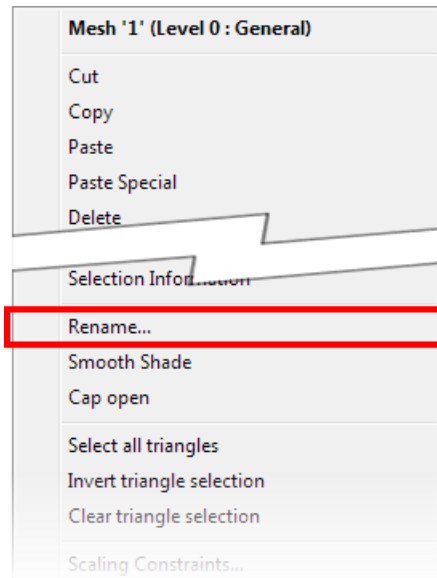 Mesh '1' (Level 0 : General)
Cut
Copy
Paste
Paste Special
Delete
Selection Information
Rename...
Smooth Shade
Cap open
Select all triangles
Invert triangle selection
Clear triangle selection
Scaling Constraints...